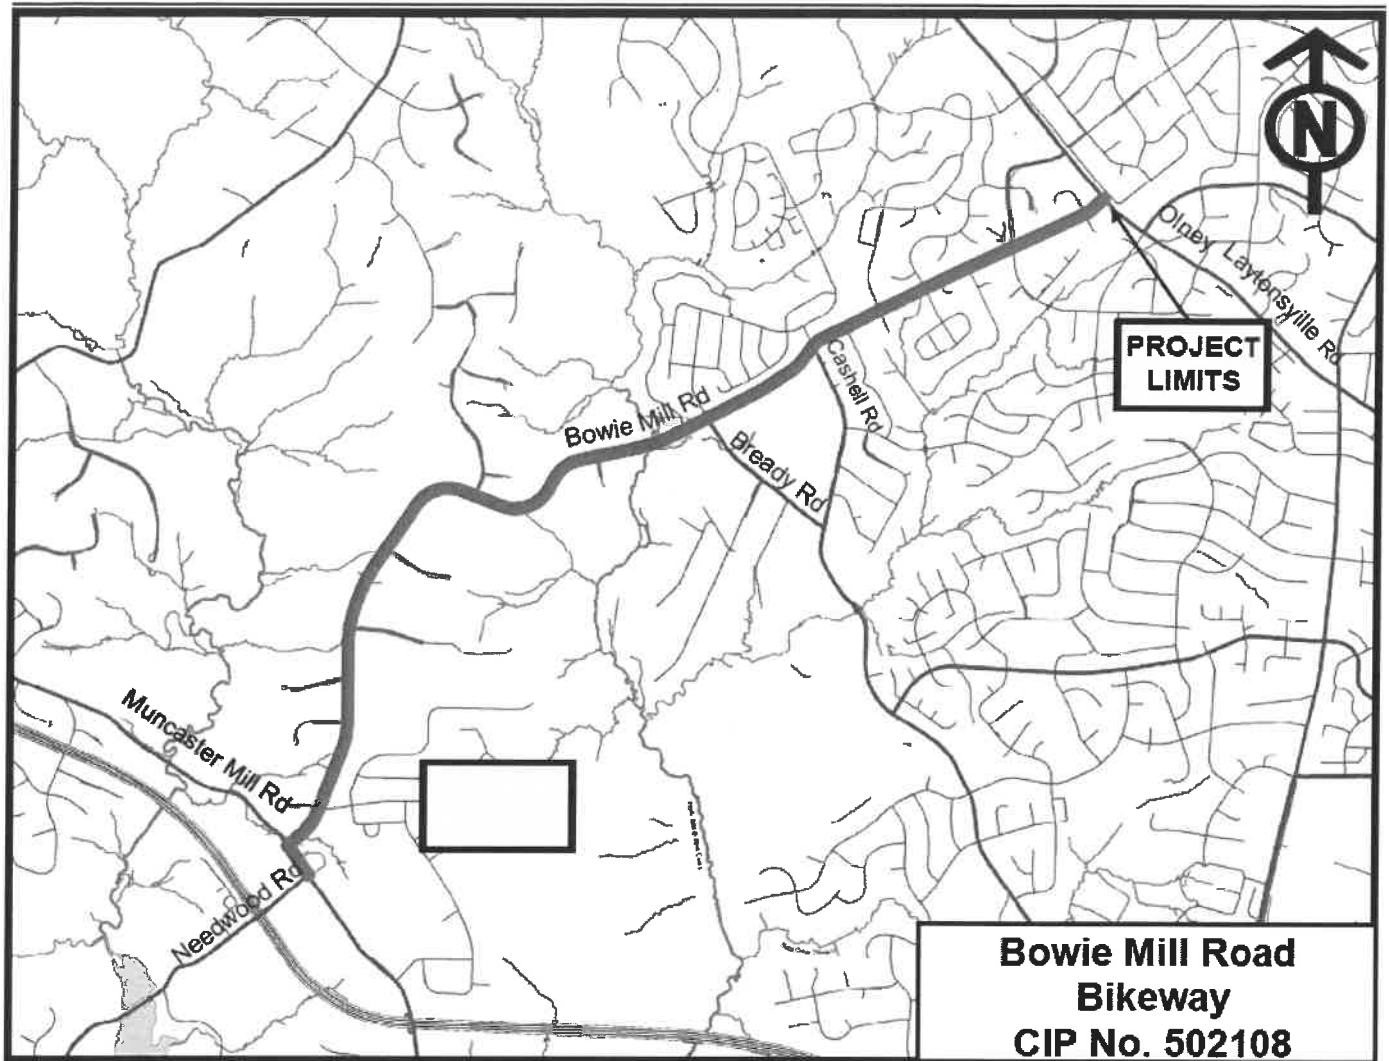 N
Olney Laytonsville Rd
PROJECT
LIMITS
Cashell Rd
Bowie Mill Rd
Bready Rd
Muncaster Mill Rd
Needwood Rd
Bowie Mill Road
Bikeway
CIP No. 502108